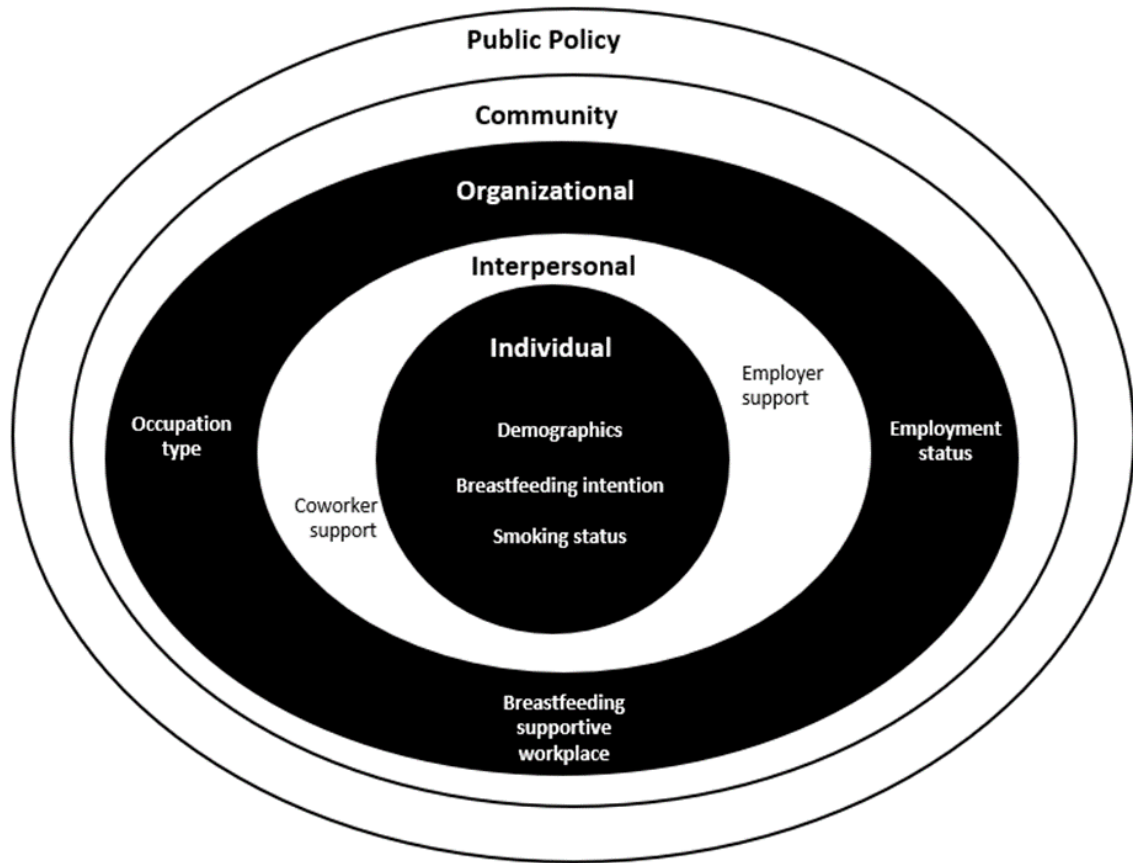 Public Policy
Community
Organizational
Interpersonal
Individual
Employer
support
Occupation
type
Demographics
Employment
status
Breastfeeding intention
Coworker
support
Smoking status
Breastfeeding
supportive
workplace